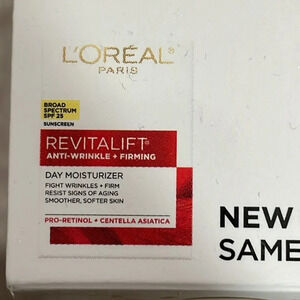 L'ORÉAL®
PARIS
BROAD
SPECTRUM
SPF 25
SUNSCREEN
REVITALIFT®
ANTI-WRINKLE + FIRMING
DAY MOISTURIZER
FIGHT WRINKLES + FIRM
RESIST SIGNS OF AGING
SMOOTHER, SOFTER SKIN
PRO-RETINOL + CENTELLA ASIATICA
NEW
SAME